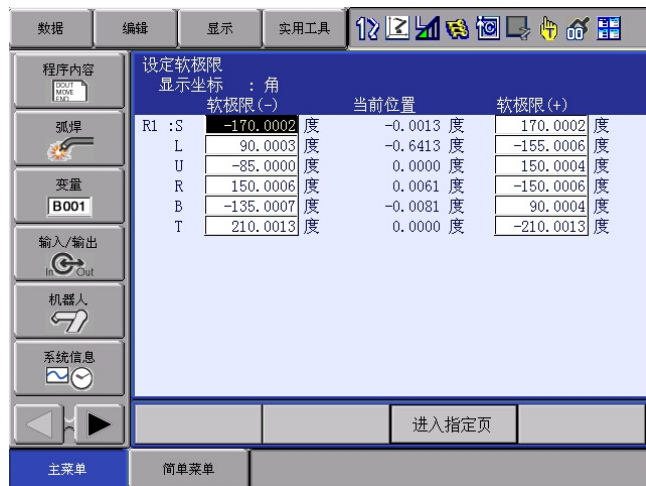 数据 编辑 显示 实用工具
程序内容
DOUT
MOVE
END
弧焊
变量
B001
输入/输出
In Out
机器人
系统信息
设定软极限
显示坐标 : 角
软极限(-) 当前位置 软极限(+)
R1 :S -170.0002 度 -0.0013 度 170.0002 度
L 90.0003 度 -0.6413 度 -155.0006 度
U -85.0000 度 0.0000 度 150.0004 度
R 150.0006 度 0.0061 度 -150.0006 度
B -135.0007 度 -0.0081 度 90.0004 度
T 210.0013 度 0.0000 度 -210.0013 度
进入指定页
主菜单 简单菜单